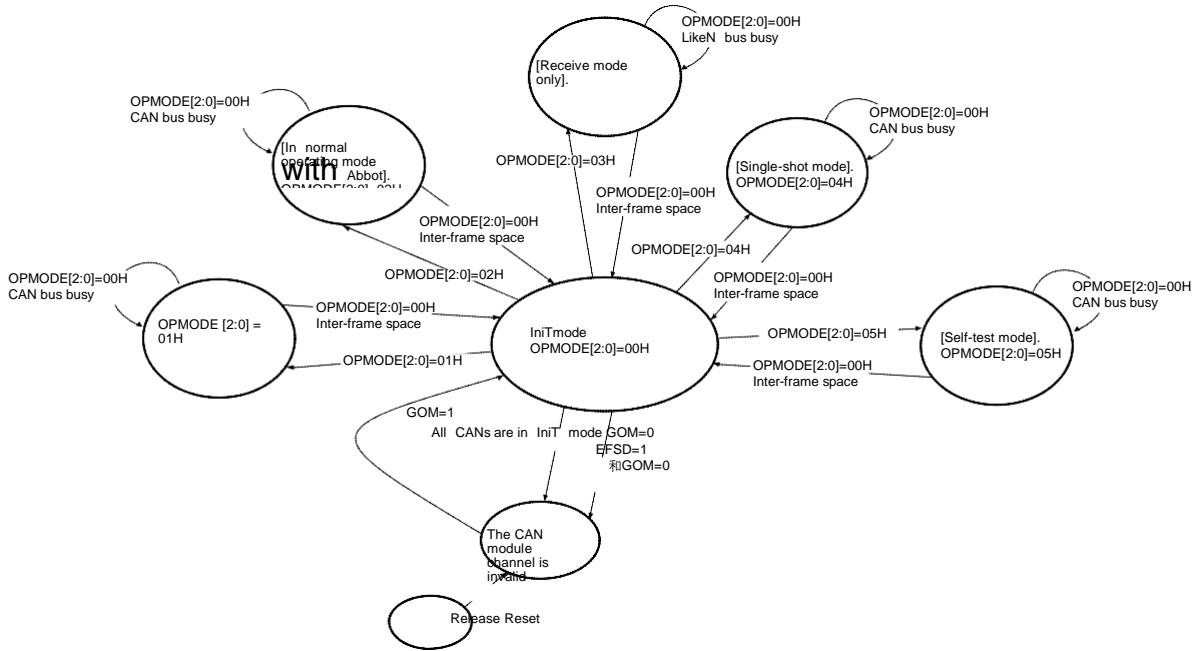 OPMODE[2:0]=00H
LikeN bus busy
[Receive mode
only].
OPMODE[2:0]=00H
CAN bus busy
OPMODE[2:0]=00H
CAN bus busy
[In normal
operating mode
with Abbot).
OPMODE[2:0]=02H
OPMODE[2:0]=03H
[Single-shot mode].
OPMODE[2:0]=04H
OPMODE[2:0]=00H
Inter-frame space
OPMODE[2:0]=00H
Inter-frame space
OPMODE[2:0]=04H
OPMODE[2:0]=02H
OPMODE[2:0]=00H
Inter-frame space
OPMODE[2:0]=00H
CAN bus busy
OPMODE[2:0]=00H
CAN bus busy
OPMODE [2:0] =
01H
OPMODE[2:0]=00H
Inter-frame space
OPMODE[2:0]=01H
IniTmode
OPMODE[2:0]=00H
OPMODE[2:0]=05H
OPMODE[2:0]=00H
Inter-frame space
[Self-test mode].
OPMODE[2:0]=05H
GOM=1
All CANs are in IniT mode GOM=0
EFSD=1
和GOM=0
The CAN
module
channel is
invalid
Release Reset